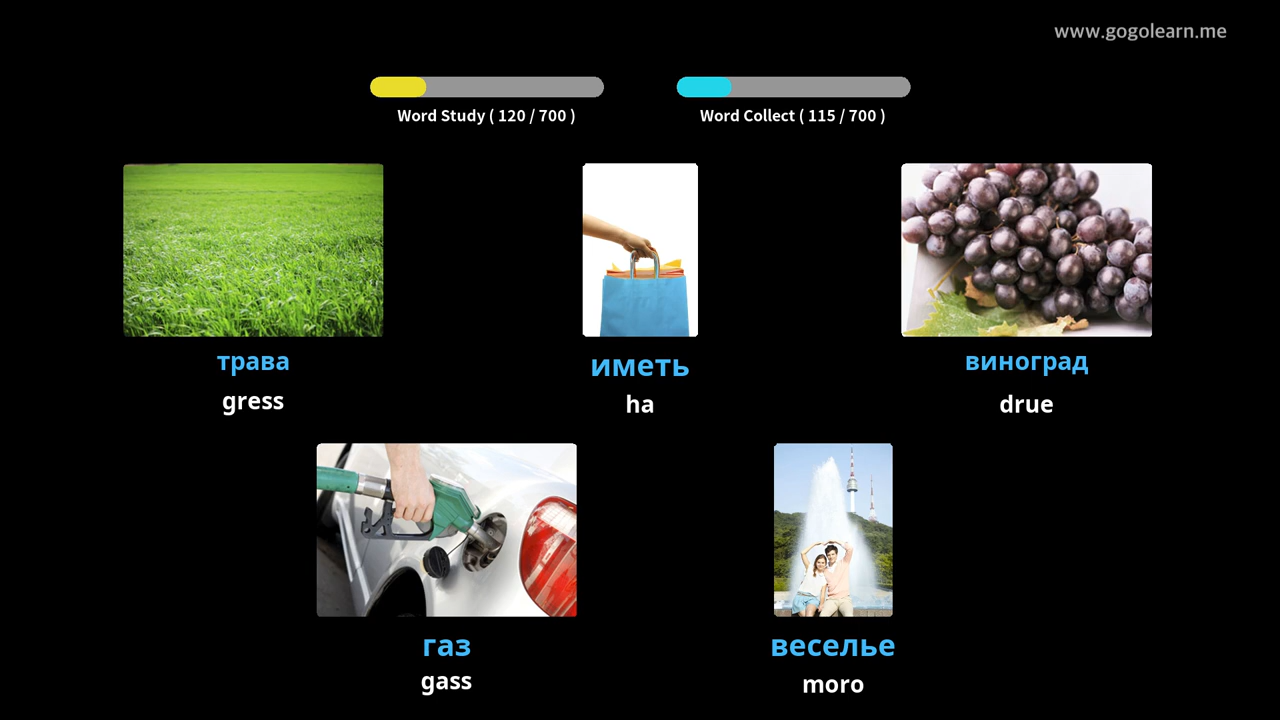 www.gogolearn.me
Word Study ( 120 / 700 )
Word Collect ( 115 / 700 )
трава
иметь
виноград
gress
ha
drue
газ
веселье
gass
moro